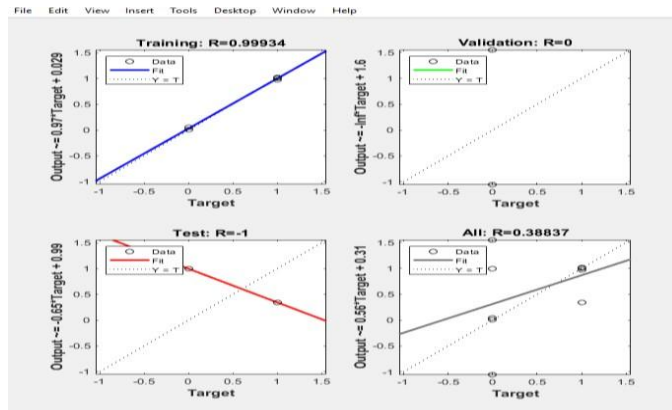 File Edit View Insert Tools Desktop Window Help
Training: R=0.99934
Output ~= 0.97*Target + 0.029
1.5
1
0.5
0
-0.5
-1
Data
Fit
Y = T
-1 -0.5 0 0.5 1 1.5
Target
Validation: R=0
Output ~= -Inf*Target + 1.6
1.5
1
0.5
0
-0.5
-1
Data
Fit
Y = T
-1 -0.5 0 0.5 1 1.5
Target
Test: R=-1
Output ~= -0.65*Target + 0.99
1.5
1
0.5
0
-0.5
-1
Data
Fit
Y = T
-1 -0.5 0 0.5 1 1.5
Target
All: R=0.38837
Output ~= 0.56*Target + 0.31
1.5
1
0.5
0
-0.5
-1
Data
Fit
Y = T
-1 -0.5 0 0.5 1 1.5
Target